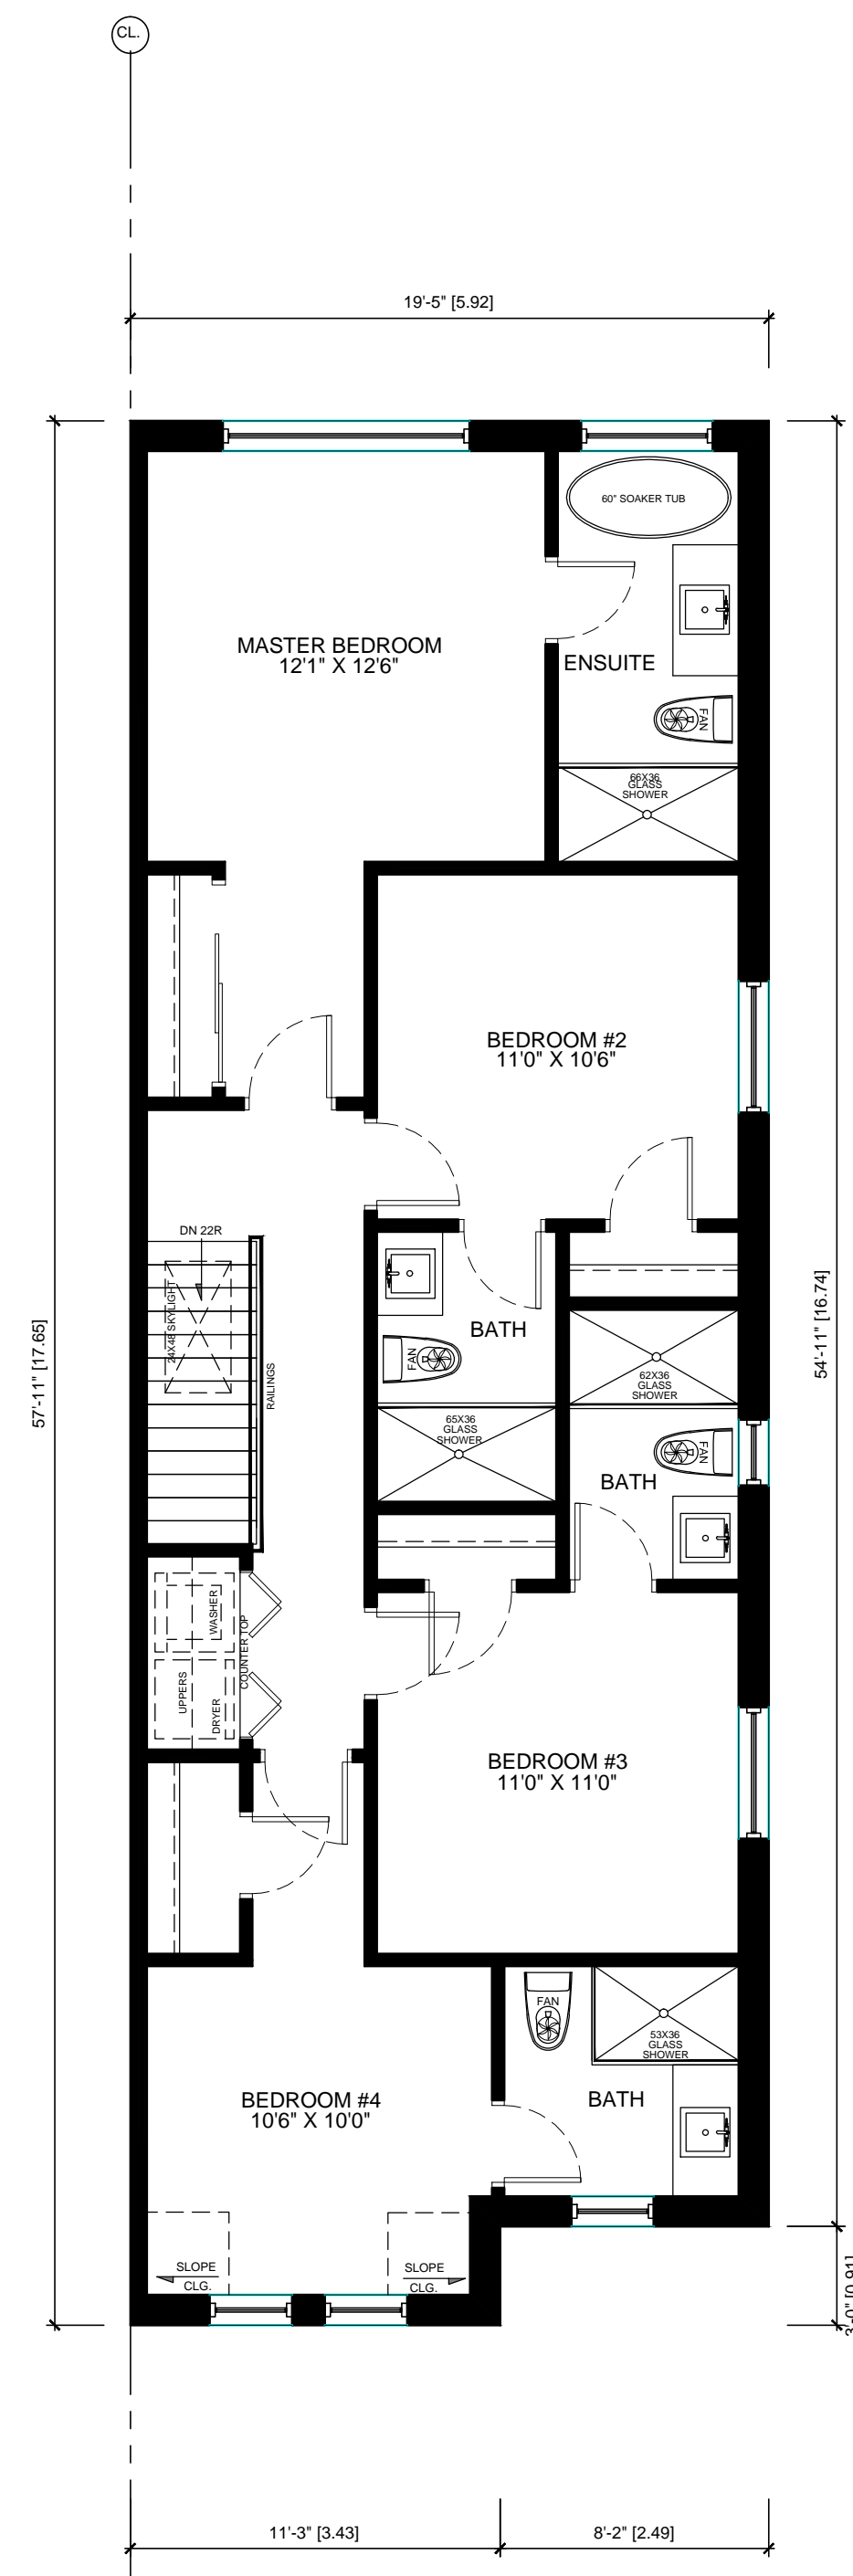 CL.
19'-5" [5.92]
60" SOAKER TUB
MASTER BEDROOM
12'1" X 12'6"
ENSUITE
FAN
66X36
GLASS
SHOWER
BEDROOM #2
11'0" X 10'6"
DN 22R
24X48 SKYLIGHT
RAILINGS
57'-11" [17.65]
54'-11" [16.74]
BATH
FAN
62X36
GLASS
SHOWER
65X36
GLASS
SHOWER
FAN
BATH
WASHER
COUNTER TOP
UPPERS
DRYER
BEDROOM #3
11'0" X 11'0"
FAN
53X36
GLASS
SHOWER
BEDROOM #4
10'6" X 10'0"
BATH
SLOPE
CLG.
SLOPE
CLG.
3'-0" [0.91]
11'-3" [3.43]
8'-2" [2.49]